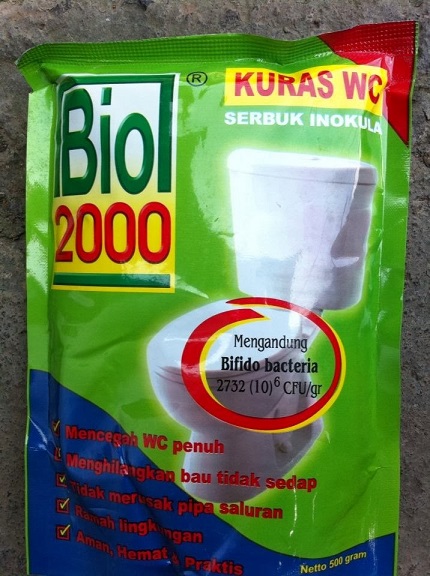 Biol
2000
®
KURAS WC
SERBUK INOKULA
Mengandung
Bifido bacteria
2732 (10)⁶ CFU/gr
Mencegah WC penuh
Menghilangkan bau tidak sedap
Tidak merusak pipa saluran
Ramah lingkungan
Aman, Hemat & Praktis
Netto 500 gram